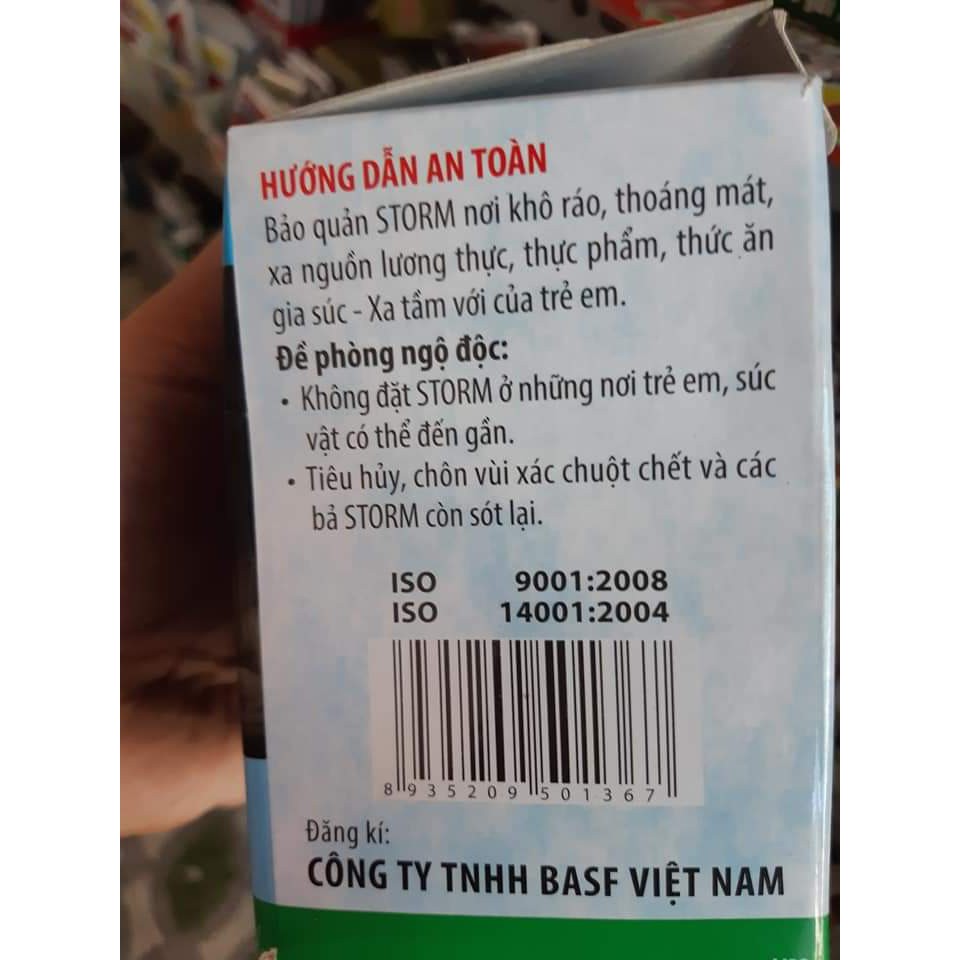 HƯỚNG DẪN AN TOÀN
Bảo quản STORM nơi khô ráo, thoáng mát,
xa nguồn lương thực, thực phẩm, thức ăn
gia súc - Xa tầm với của trẻ em.
Đề phòng ngộ độc:
• Không đặt STORM ở những nơi trẻ em, súc
vật có thể đến gần.
• Tiêu hủy, chôn vùi xác chuột chết và các
bả STORM còn sót lại.
ISO 9001:2008
ISO 14001:2004
8 935209 501367
Đăng kí:
CÔNG TY TNHH BASF VIỆT NAM